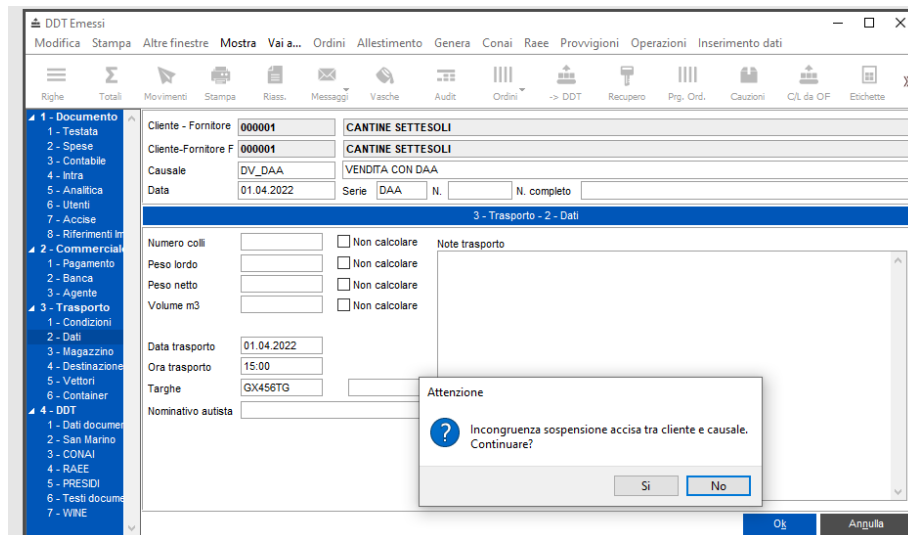 DDT Emessi
Modifica Stampa Altre finestre Mostra Vai a... Ordini Allestimento Genera Conai Raee Provvigioni Operazioni Inserimento dati
Righe Totali Movimenti Stampa Riass. Messaggi Vasche Audit Ordini -> DDT Recupero Prg. Ord. Cauzioni C/L da OF Etichette
1 - Documento
1 - Testata
2 - Spese
3 - Contabile
4 - Intra
5 - Analitica
6 - Utenti
7 - Accise
8 - Riferimenti Im
2 - Commerciale
1 - Pagamento
2 - Banca
3 - Agente
3 - Trasporto
1 - Condizioni
2 - Dati
3 - Magazzino
4 - Destinazione
5 - Vettori
6 - Container
4 - DDT
1 - Dati documen
2 - San Marino
3 - CONAI
4 - RAEE
5 - PRESIDI
6 - Testi docume
7 - WINE
Cliente - Fornitore 000001 CANTINE SETTESOLI
Cliente-Fornitore F 000001 CANTINE SETTESOLI
Causale DV_DAA VENDITA CON DAA
Data 01.04.2022 Serie DAA N. N. completo
3 - Trasporto - 2 - Dati
Numero colli Non calcolare Note trasporto
Peso lordo Non calcolare
Peso netto Non calcolare
Volume m3 Non calcolare
Data trasporto 01.04.2022
Ora trasporto 15:00
Targhe GX456TG
Nominativo autista
Attenzione
Incongruenza sospensione accisa tra cliente e causale.
Continuare?
Si No
Ok Annulla